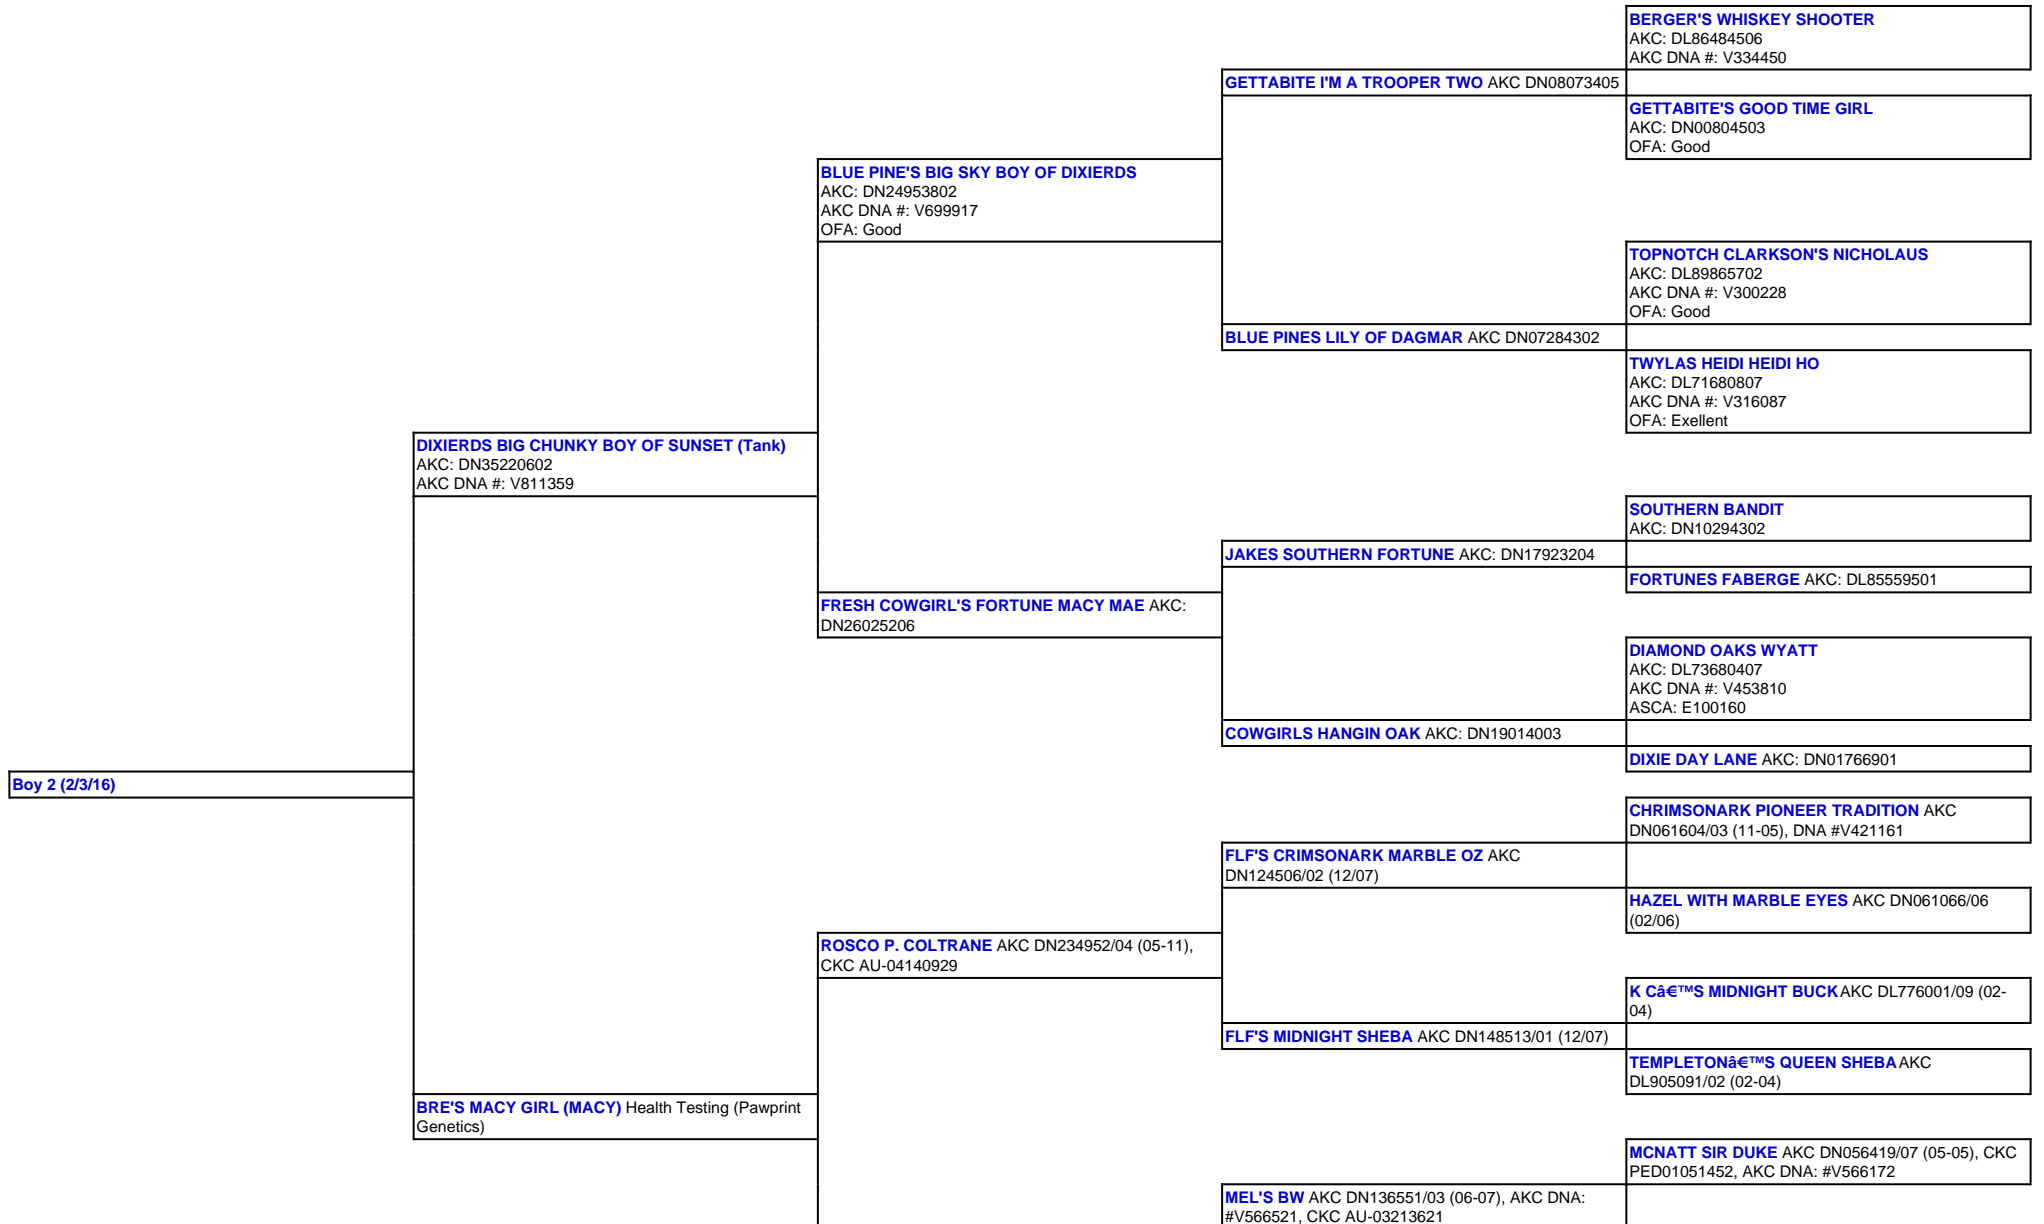 BERGER'S WHISKEY SHOOTER
AKC: DL86484506
AKC DNA #: V334450
GETTABITE I'M A TROOPER TWO AKC DN08073405
GETTABITE'S GOOD TIME GIRL
AKC: DN00804503
OFA: Good
BLUE PINE'S BIG SKY BOY OF DIXIERDS
AKC: DN24953802
AKC DNA #: V699917
OFA: Good
TOPNOTCH CLARKSON'S NICHOLAUS
AKC: DL89865702
AKC DNA #: V300228
OFA: Good
BLUE PINES LILY OF DAGMAR AKC DN07284302
TWYLAS HEIDI HEIDI HO
AKC: DL71680807
AKC DNA #: V316087
OFA: Exellent
DIXIERDS BIG CHUNKY BOY OF SUNSET (Tank)
AKC: DN35220602
AKC DNA #: V811359
SOUTHERN BANDIT
AKC: DN10294302
JAKES SOUTHERN FORTUNE AKC: DN17923204
FORTUNES FABERGE AKC: DL85559501
FRESH COWGIRL'S FORTUNE MACY MAE AKC:
DN26025206
DIAMOND OAKS WYATT
AKC: DL73680407
AKC DNA #: V453810
ASCA: E100160
COWGIRLS HANGIN OAK AKC: DN19014003
DIXIE DAY LANE AKC: DN01766901
Boy 2 (2/3/16)
CHRIMSONARK PIONEER TRADITION AKC
DN061604/03 (11-05), DNA #V421161
FLF'S CRIMSONARK MARBLE OZ AKC
DN124506/02 (12/07)
HAZEL WITH MARBLE EYES AKC DN061066/06
(02/06)
ROSCO P. COLTRANE AKC DN234952/04 (05-11),
CKC AU-04140929
K Câ€™S MIDNIGHT BUCK AKC DL776001/09 (02-
04)
FLF'S MIDNIGHT SHEBA AKC DN148513/01 (12/07)
TEMPLETONâ€™S QUEEN SHEBA AKC
DL905091/02 (02-04)
BRE'S MACY GIRL (MACY) Health Testing (Pawprint
Genetics)
MCNATT SIR DUKE AKC DN056419/07 (05-05), CKC
PED01051452, AKC DNA: #V566172
MEL'S BW AKC DN136551/03 (06-07), AKC DNA:
#V566521, CKC AU-03213621